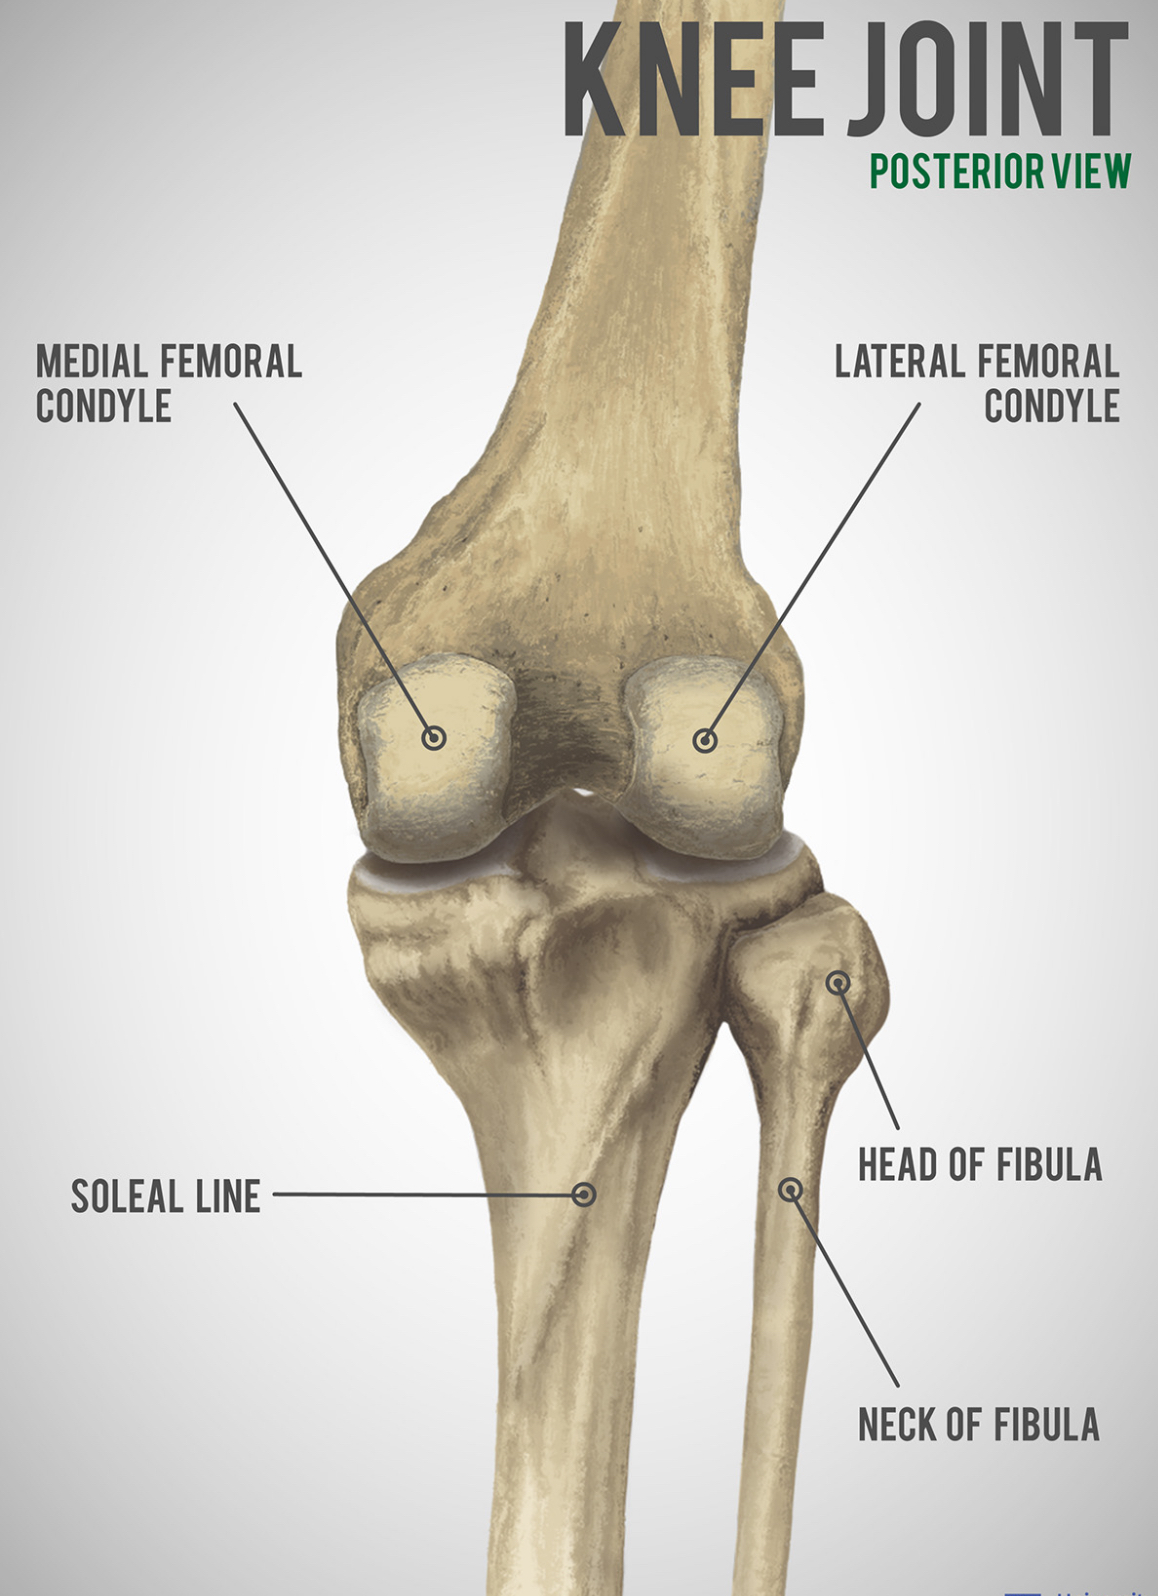 KNEE JOINT
POSTERIOR VIEW
MEDIAL FEMORAL
CONDYLE
LATERAL FEMORAL
CONDYLE
HEAD OF FIBULA
SOLEAL LINE
NECK OF FIBULA